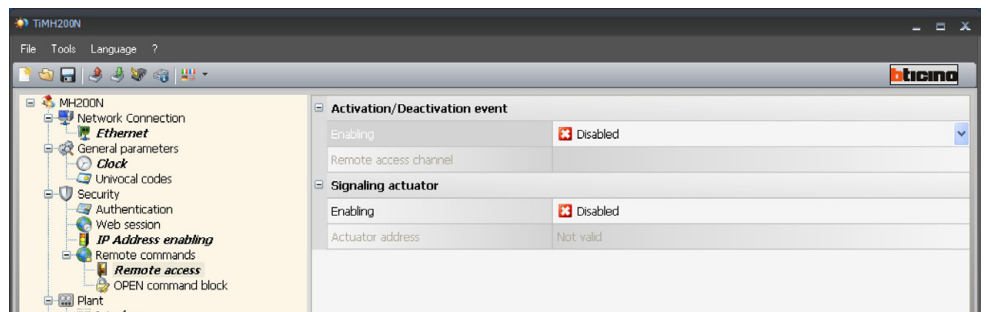 TiMH200N
File Tools Language ?
bticino
MH200N
Network Connection
Ethernet
General parameters
Clock
Univocal codes
Security
Authentication
Web session
IP Address enabling
Remote commands
Remote access
OPEN command block
Plant
Activation/Deactivation event
Enabling Disabled
Remote access channel
Signaling actuator
Enabling Disabled
Actuator address Not valid